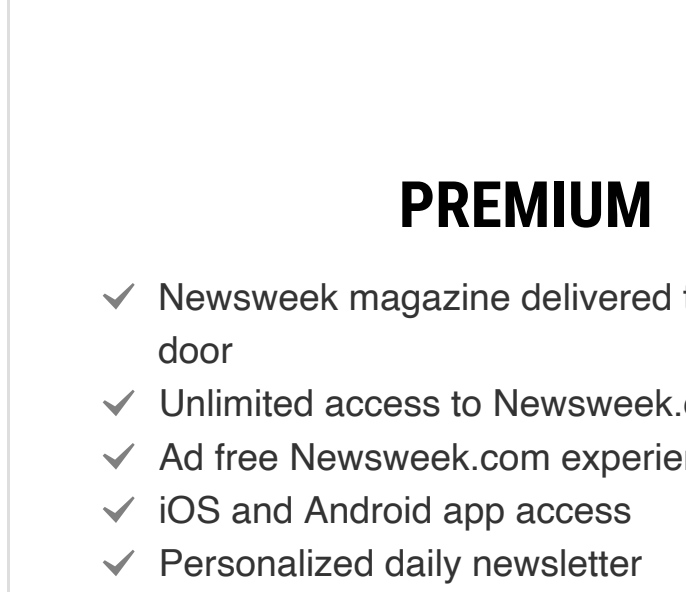 PREMIUM
Newsweek magazine delivered
door
Unlimited access to Newsweek.
Ad free Newsweek.com
iOS and Android app access
Personalized daily newsletter